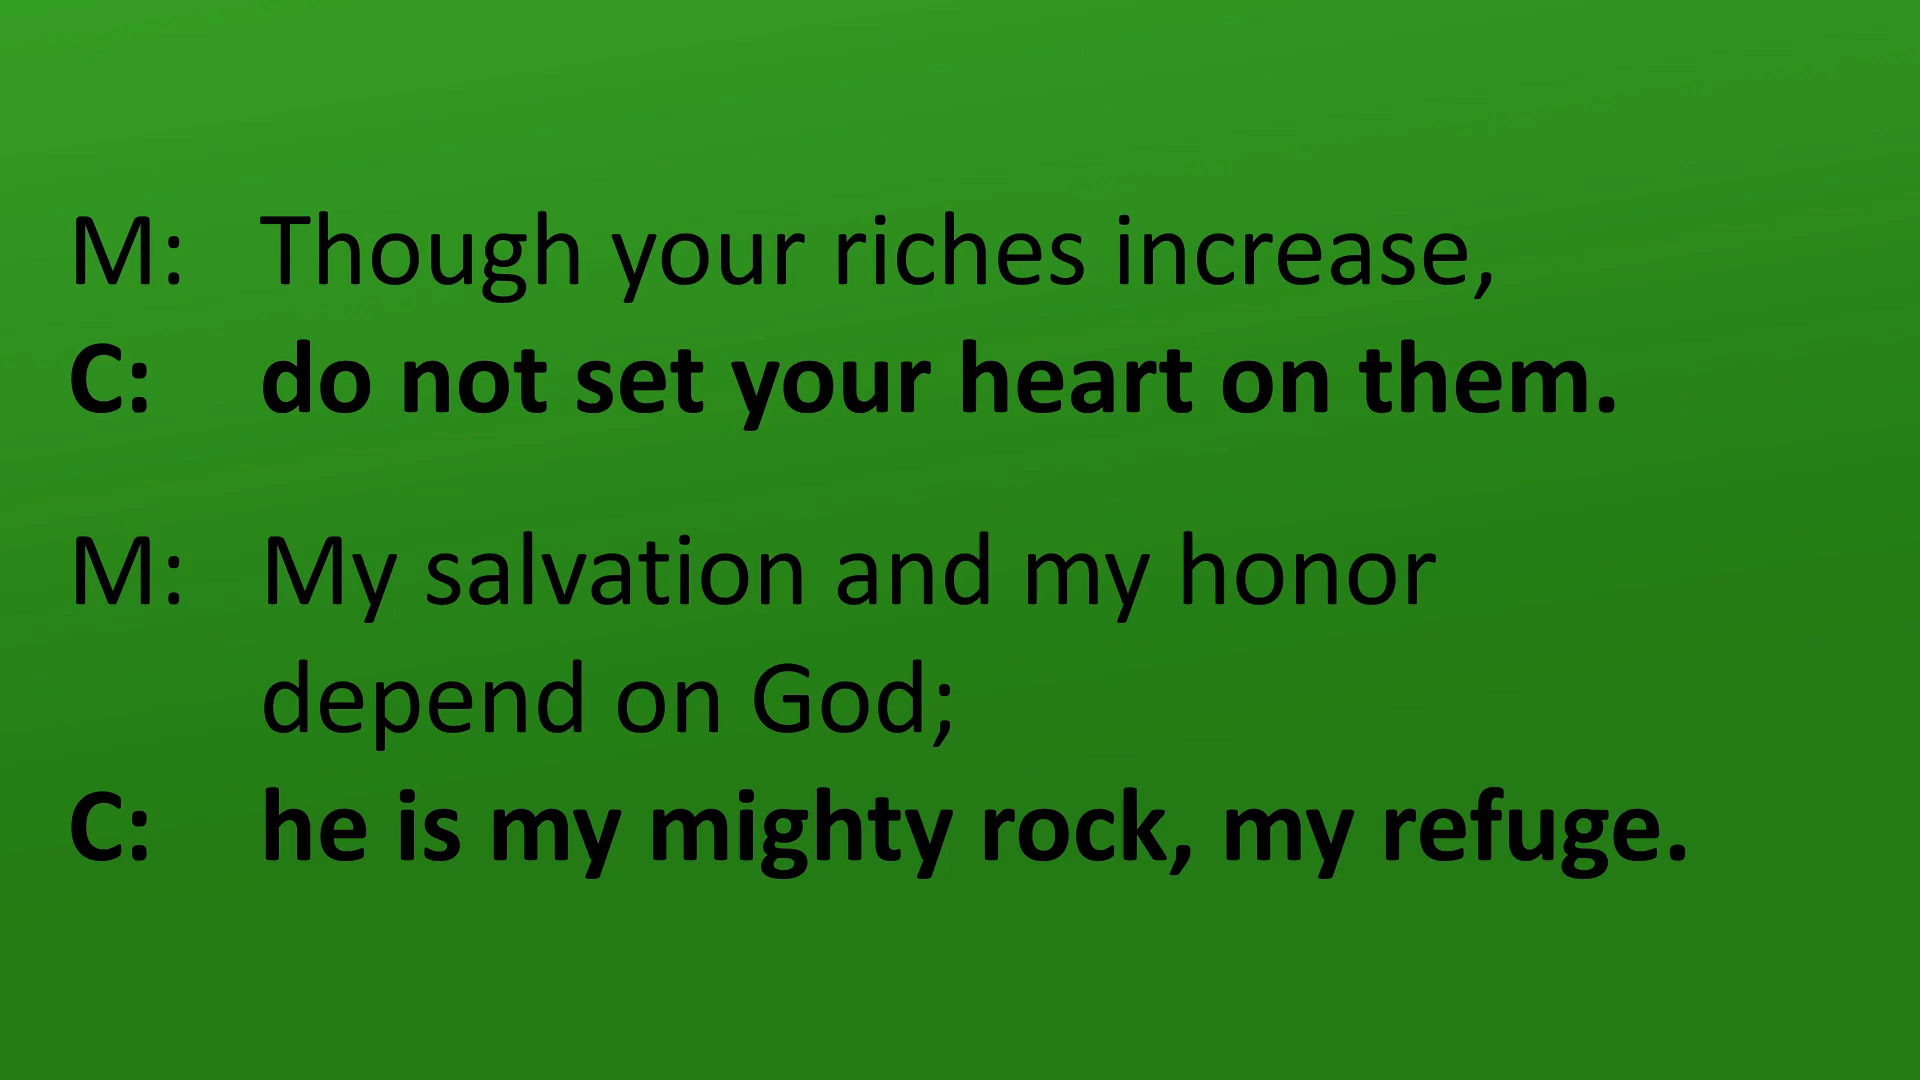 M: Though your riches increase,
C: do not set your heart on them.
M: My salvation and my honor
depend on God;
C: he is my mighty rock, my refuge.